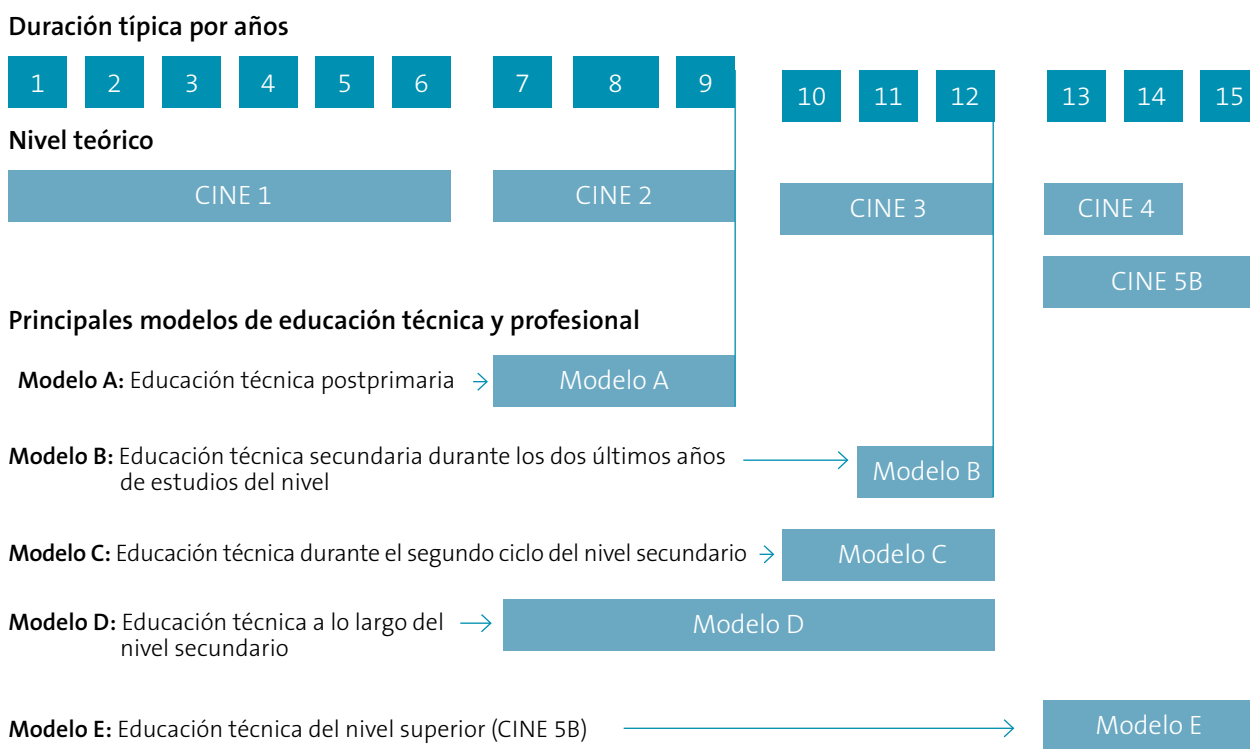 Duración típica por años
1 2 3 4 5 6 7 8 9 10 11 12 13 14 15
Nivel teórico
CINE 1 CINE 2 CINE 3 CINE 4
CINE 5B
Principales modelos de educación técnica y profesional
Modelo A: Educación técnica postprimaria → Modelo A
Modelo B: Educación técnica secundaria durante los dos últimos años
de estudios del nivel → Modelo B
Modelo C: Educación técnica durante el segundo ciclo del nivel secundario → Modelo C
Modelo D: Educación técnica a lo largo del
nivel secundario → Modelo D
Modelo E: Educación técnica del nivel superior (CINE 5B) → Modelo E